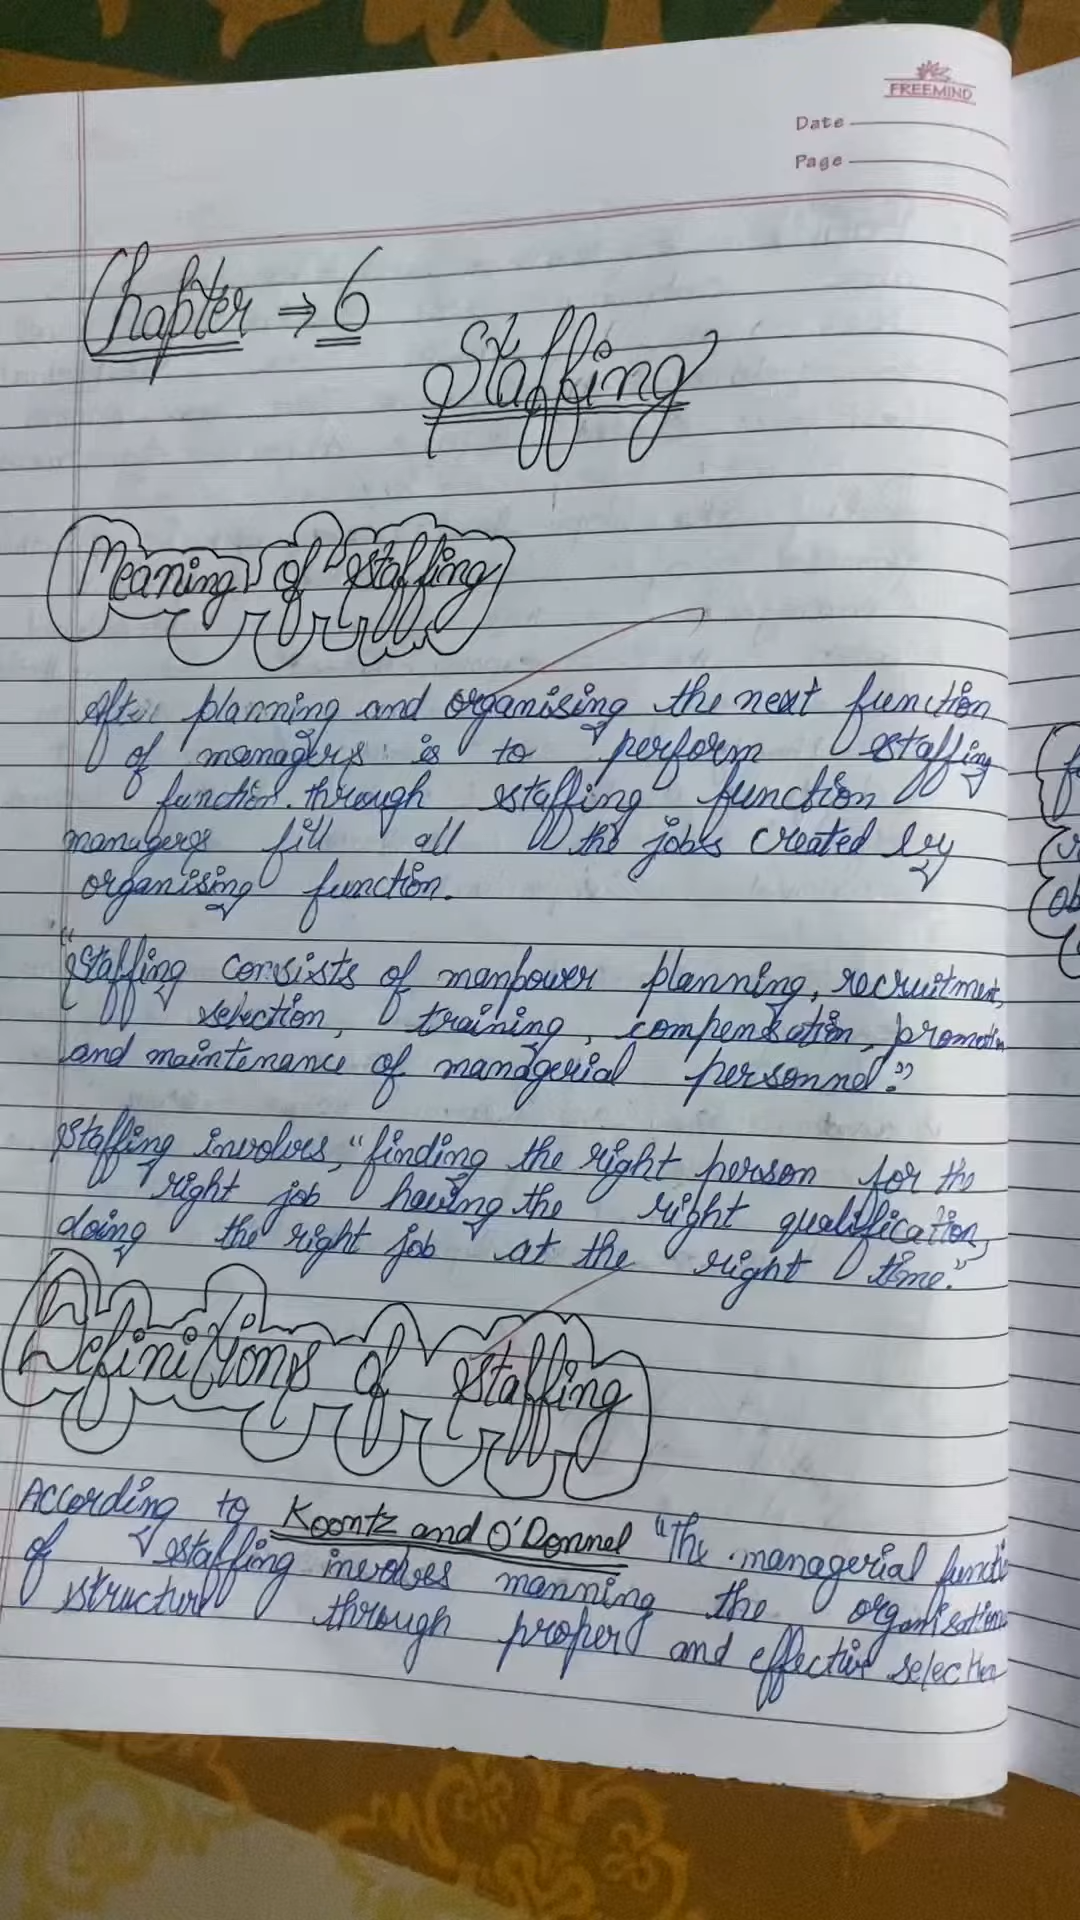 FREEMIND
Date
Page
Chapter ⇒ 6
Staffing
Meaning of Staffing
After planning and organising the next function
of managers is to perform staffing
function. through staffing function
managers fill all the jobs created by
organising function.
"Staffing consists of manpower planning, recruitment,
selection, training, compensation, promotion
and maintenance of managerial personnel."
Staffing involves, "finding the right person for the
right job having the right qualification,
doing the right job at the right time."
Definitions of Staffing
According to Koontz and O'Donnel "The managerial functi
of staffing involves manning the organisation
structure through proper and effective selection